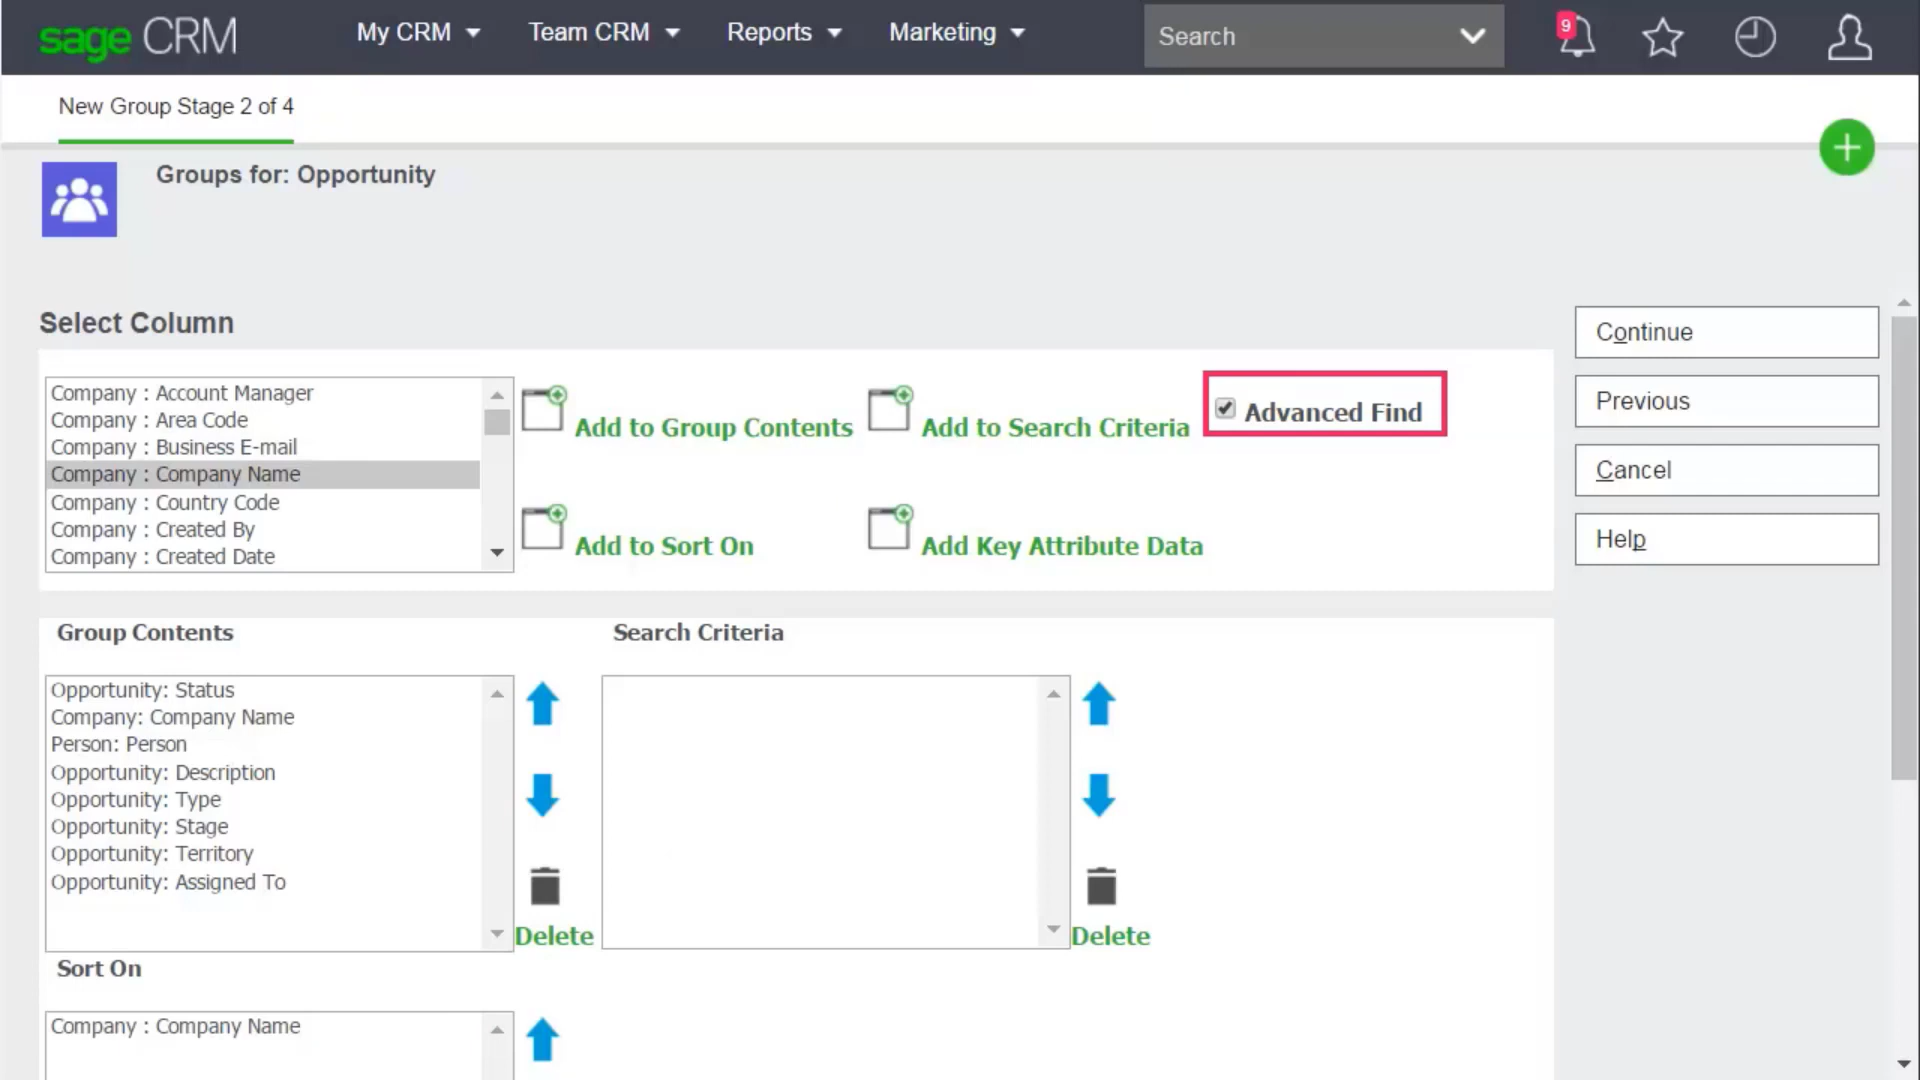 sage CRM
My CRM
Team CRM
Reports
Marketing
Search
9
New Group Stage 2 of 4
Groups for: Opportunity
Select Column
Company : Account Manager
Company : Area Code
Company : Business E-mail
Company : Company Name
Company : Country Code
Company : Created By
Company : Created Date
Add to Group Contents
Add to Search Criteria
Advanced Find
Add to Sort On
Add Key Attribute Data
Continue
Previous
Cancel
Help
Group Contents
Search Criteria
Opportunity: Status
Company: Company Name
Person: Person
Opportunity: Description
Opportunity: Type
Opportunity: Stage
Opportunity: Territory
Opportunity: Assigned To
Delete
Delete
Sort On
Company : Company Name